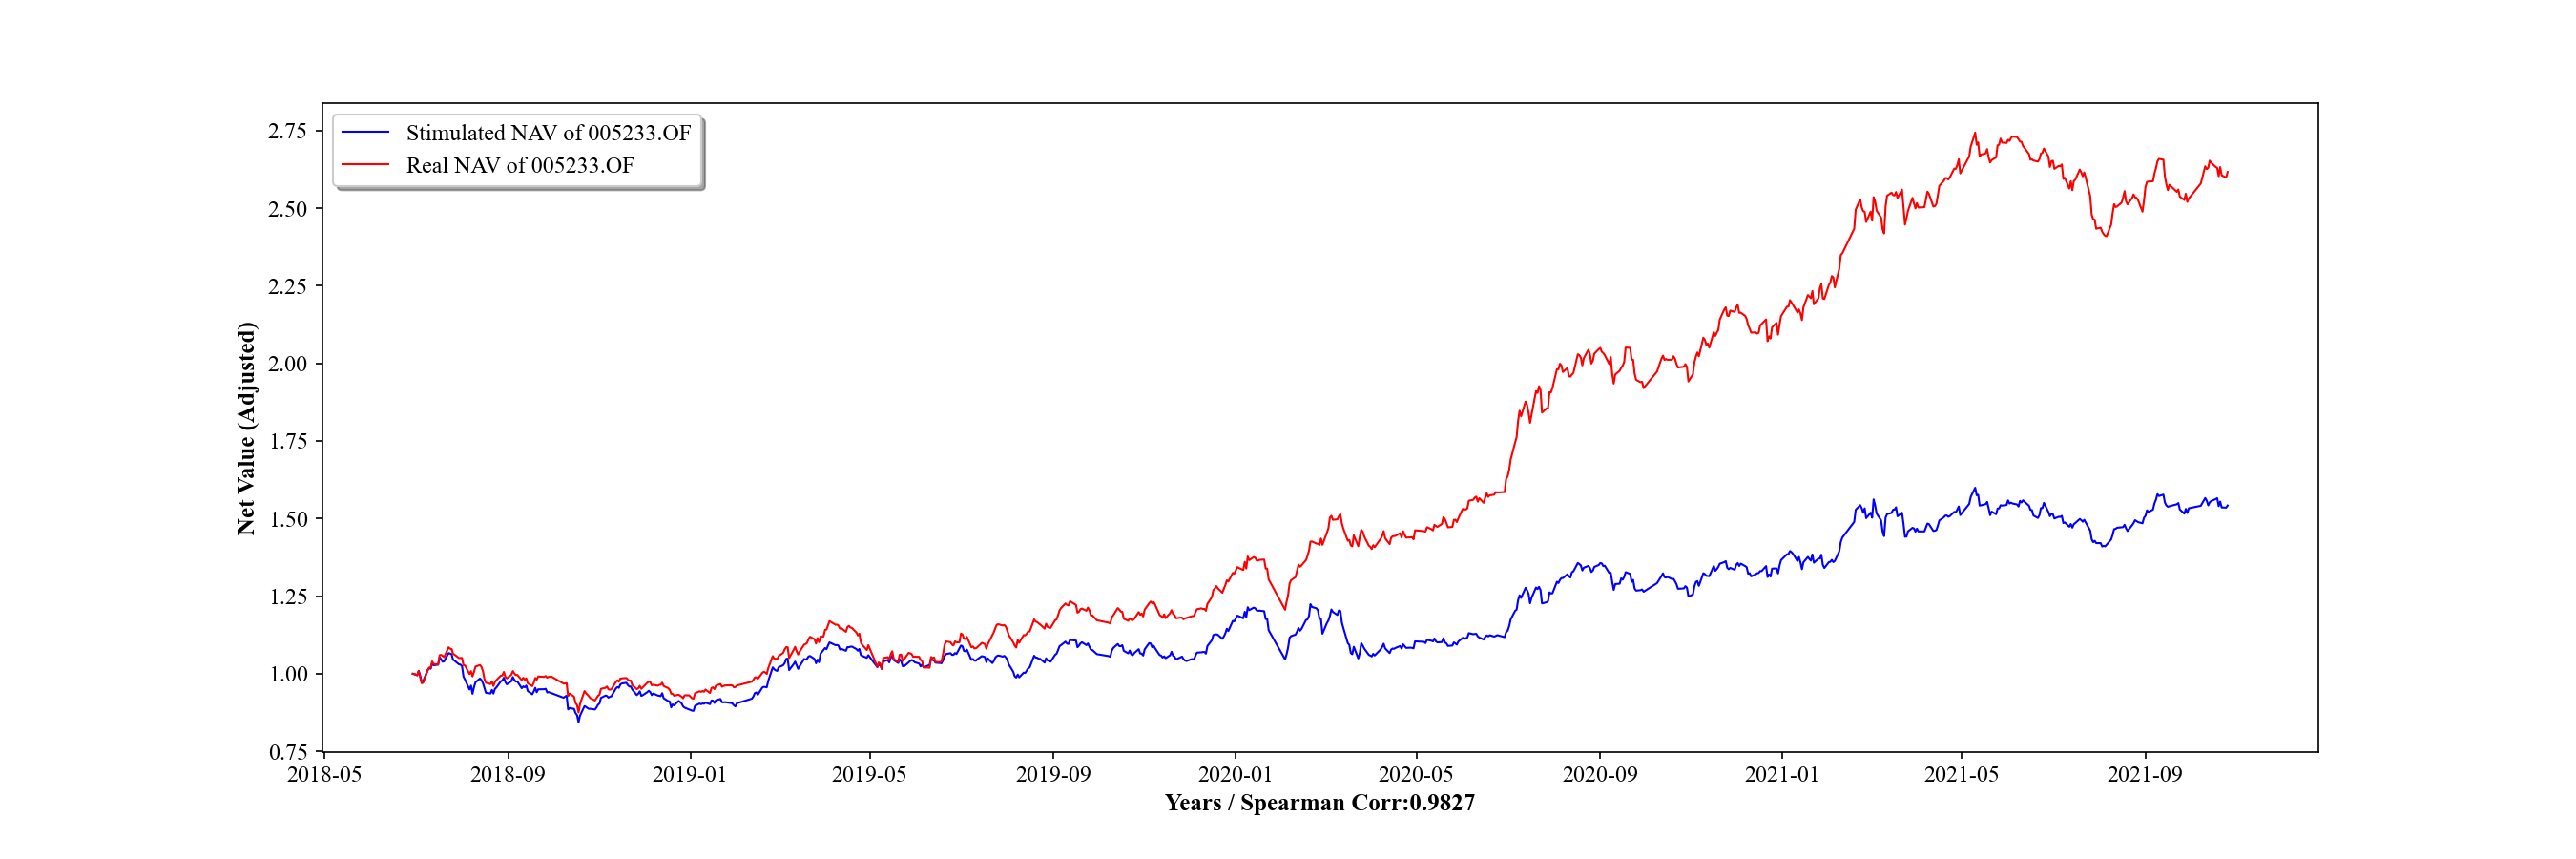 Stimulated NAV of 005233.OF
Real NAV of 005233.OF
2.75
2.50
2.25
2.00
1.75
1.50
1.25
1.00
0.75
Net Value (Adjusted)
2018-05 2018-09 2019-01 2019-05 2019-09 2020-01 2020-05 2020-09 2021-01 2021-05 2021-09
Years / Spearman Corr:0.9827